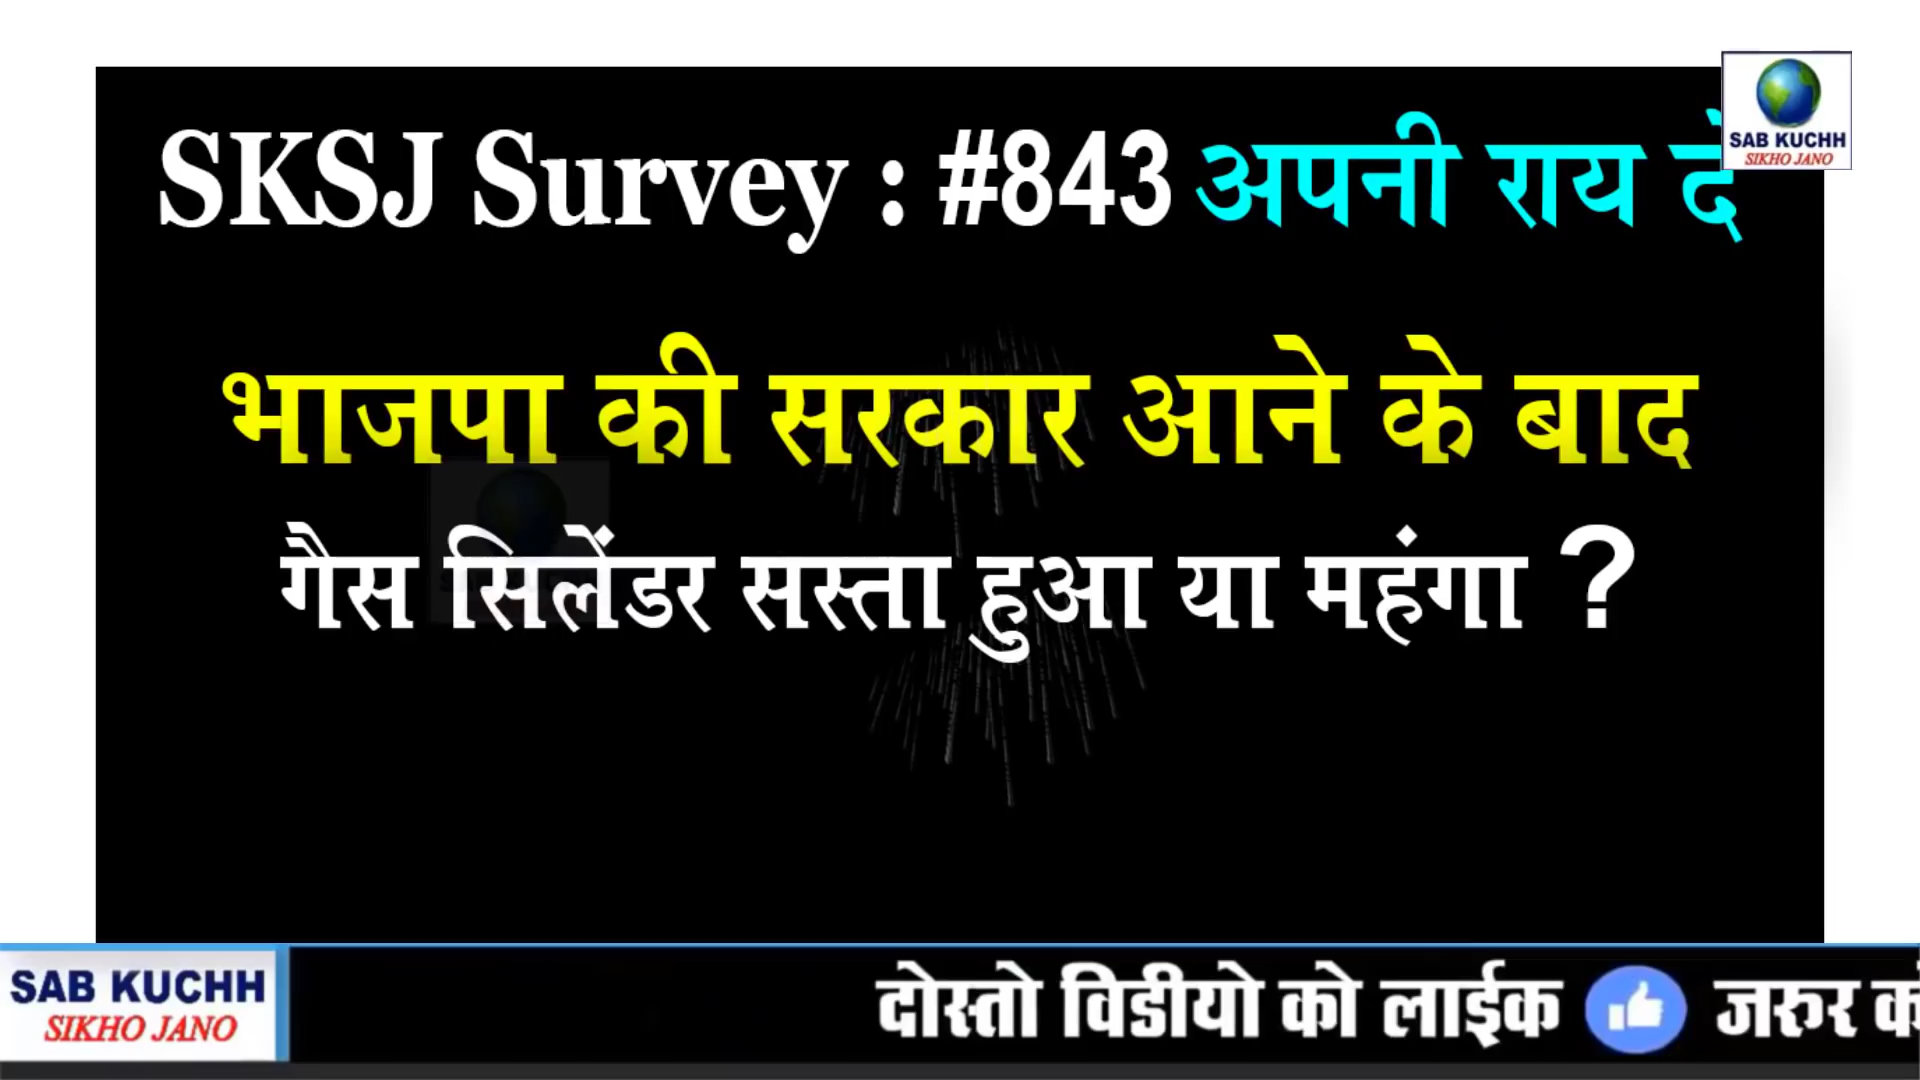 SKSJ Survey : #843 अपनी राय दें
SAB KUCHH
SIKHO JANO
भाजपा की सरकार आने के बाद
गैस सिलेंडर सस्ता हुआ या महंगा ?
SAB KUCHH
SIKHO JANO
दोस्तो विडीयो को लाईक जरुर